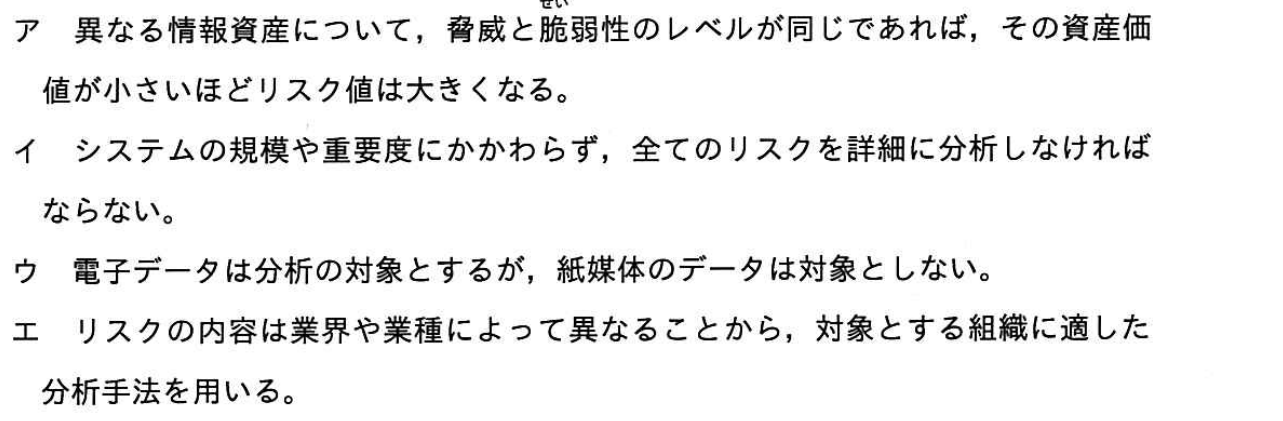 ア　異なる情報資産について，脅威と脆弱性のレベルが同じであれば，その資産価
値が小さいほどリスク値は大きくなる。
イ　システムの規模や重要度にかかわらず，全てのリスクを詳細に分析しなければ
ならない。
ウ　電子データは分析の対象とするが，紙媒体のデータは対象としない。
エ　リスクの内容は業界や業種によって異なることから，対象とする組織に適した
分析手法を用いる。